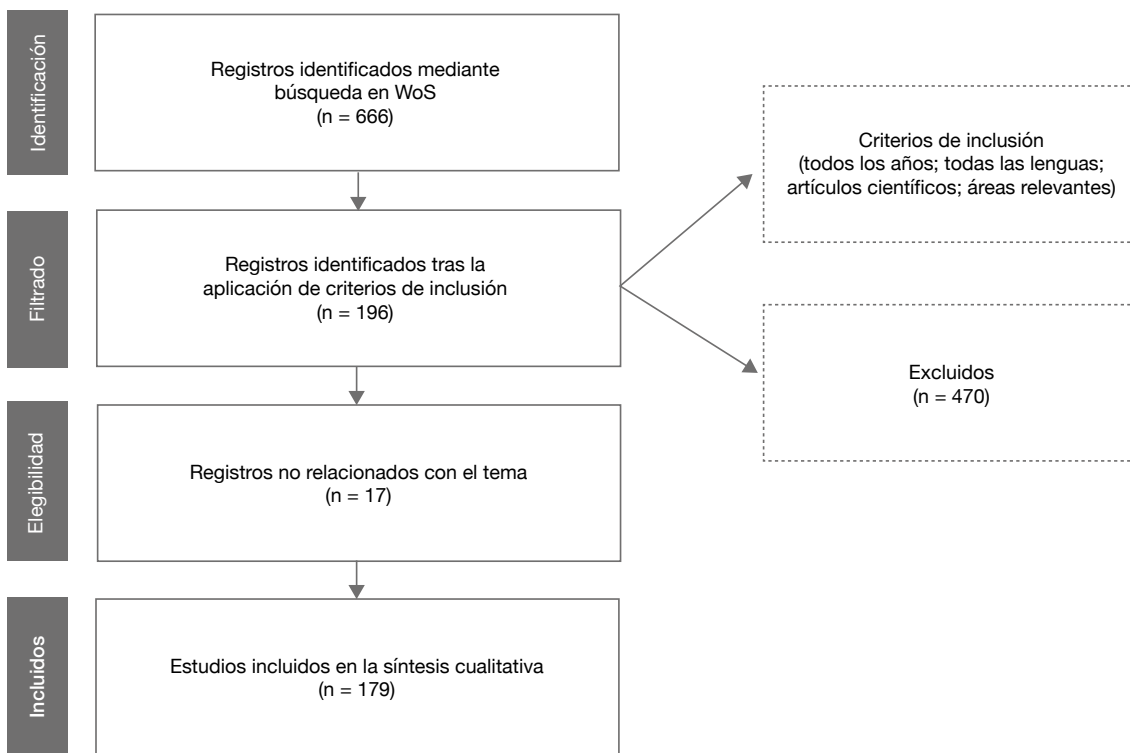 Identificación
Registros identificados mediante
búsqueda en WoS
(n = 666)
Criterios de inclusión
(todos los años; todas las lenguas;
artículos científicos; áreas relevantes)
Filtrado
Registros identificados tras la
aplicación de criterios de inclusión
(n = 196)
Excluidos
(n = 470)
Elegibilidad
Registros no relacionados con el tema
(n = 17)
Incluidos
Estudios incluidos en la síntesis cualitativa
(n = 179)